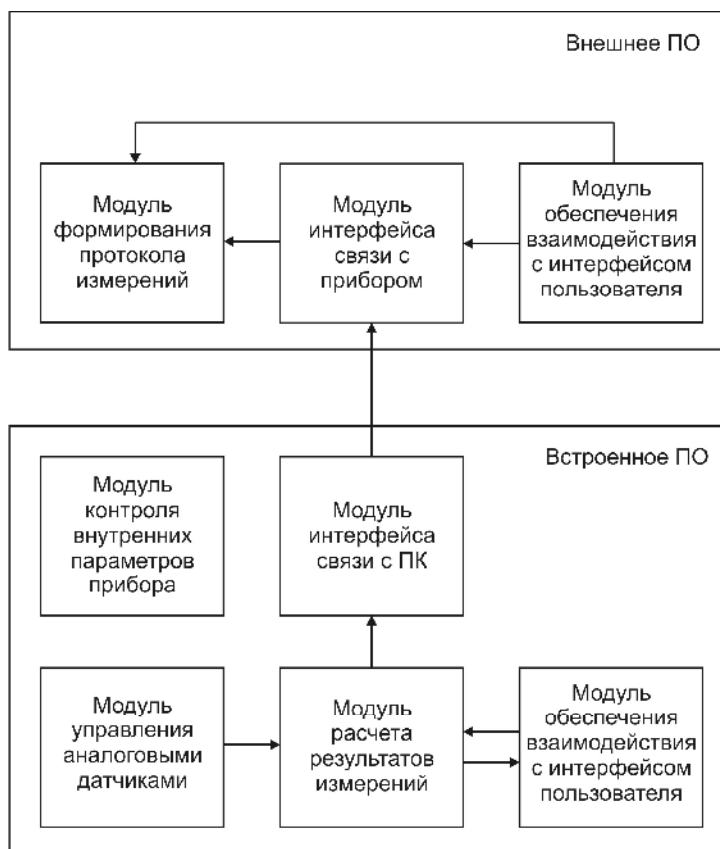 Внешнее ПО
Модуль
формирования
протокола
измерений
Модуль
интерфейса
связи с
прибором
Модуль
обеспечения
взаимодействия
с интерфейсом
пользователя
Встроенное ПО
Модуль
контроля
внутренних
параметров
прибора
Модуль
интерфейса
связи с ПК
Модуль
управления
аналоговыми
датчиками
Модуль
расчета
результатов
измерений
Модуль
обеспечения
взаимодействия
с интерфейсом
пользователя